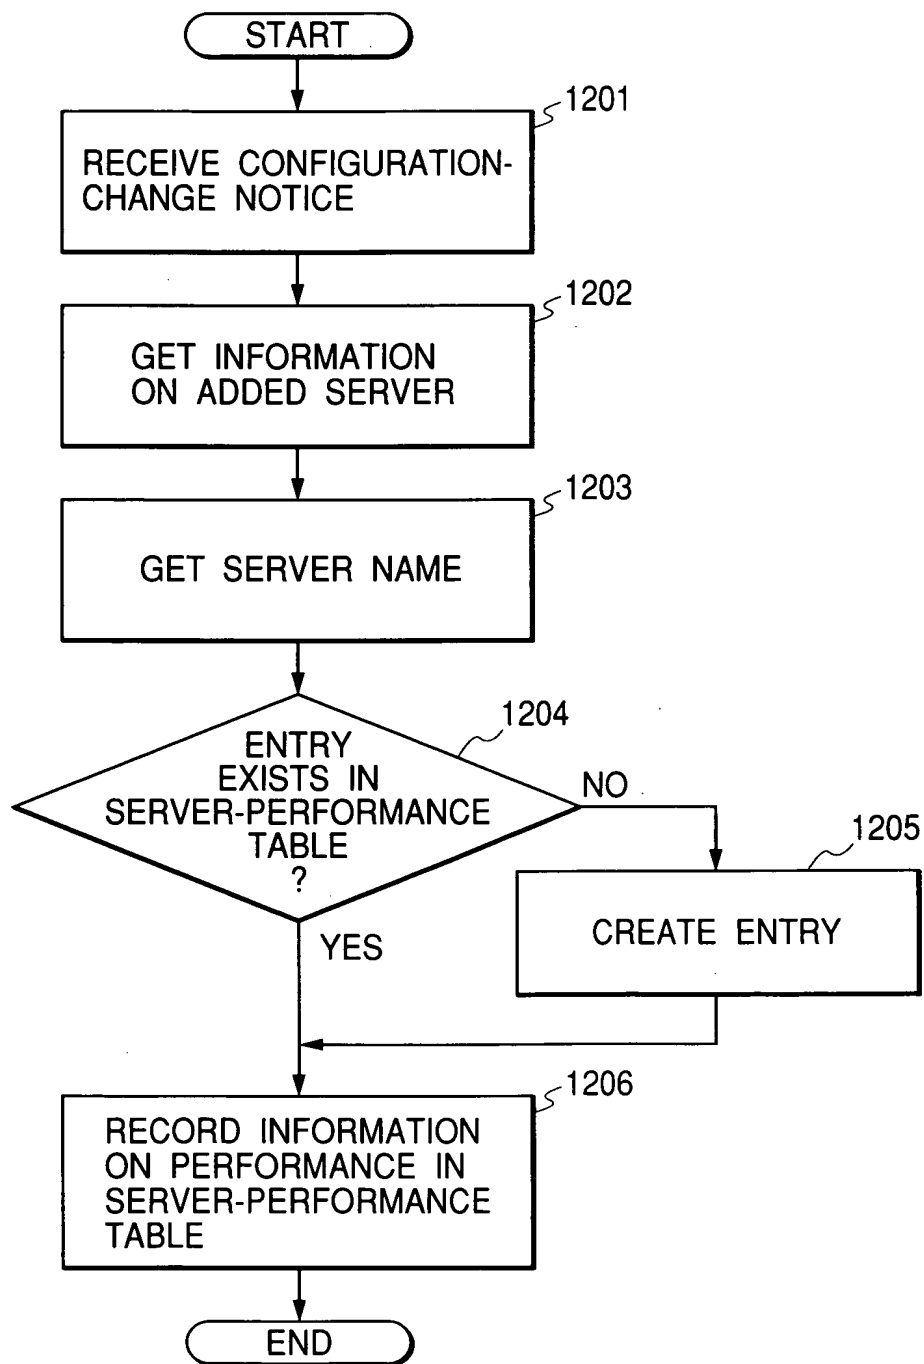 START
1201
RECEIVE CONFIGURATION-
CHANGE NOTICE
1202
GET INFORMATION
ON ADDED SERVER
1203
GET SERVER NAME
1204
ENTRY
EXISTS IN
SERVER-PERFORMANCE
TABLE
?
NO
1205
CREATE ENTRY
YES
1206
RECORD INFORMATION
ON PERFORMANCE IN
SERVER-PERFORMANCE
TABLE
END